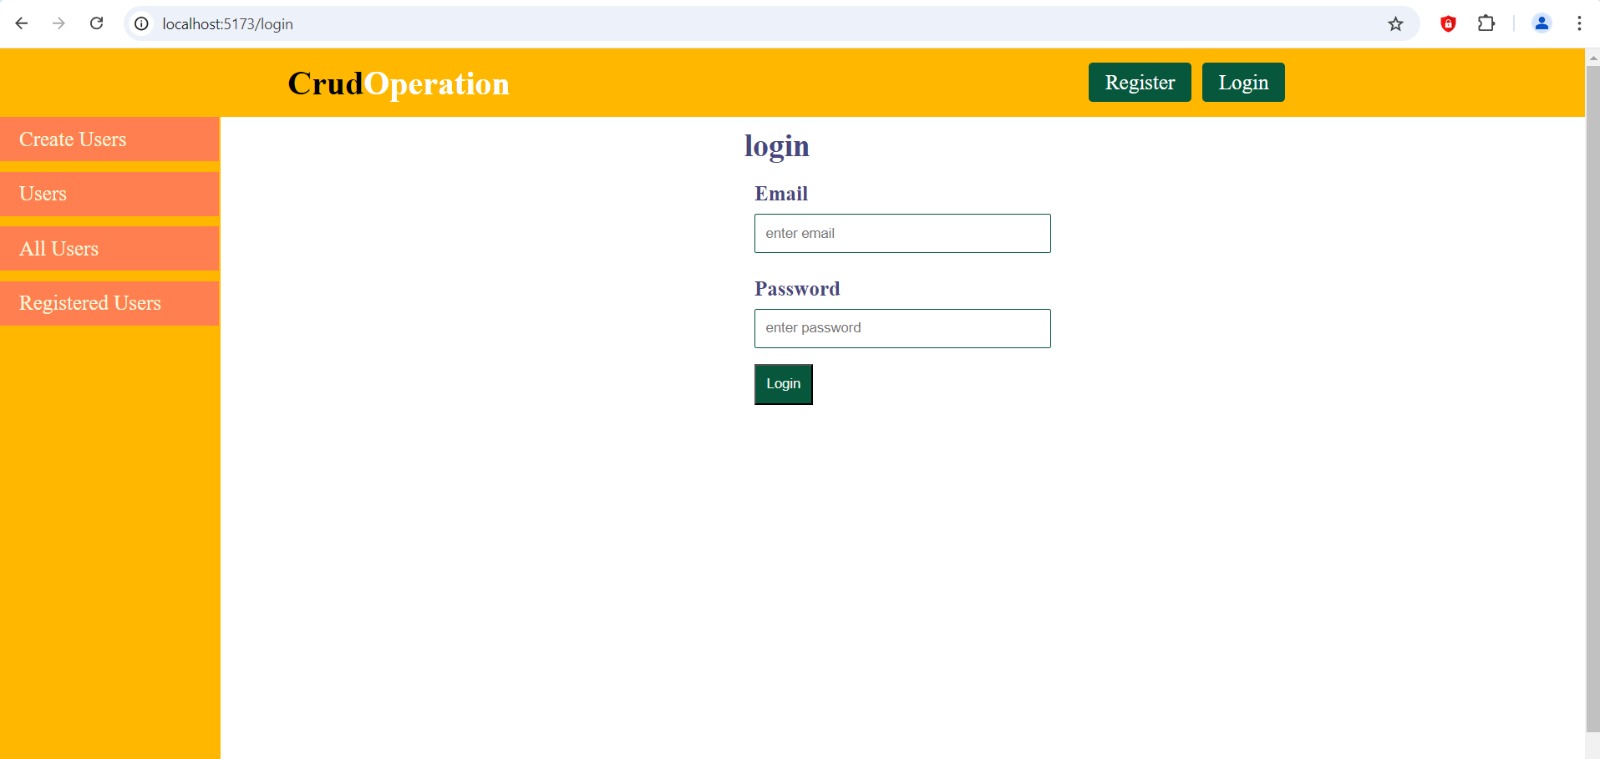 localhost:5173/login
CrudOperation
Register
Login
Create Users
Users
All Users
Registered Users
login
Email
enter email
Password
enter password
Login